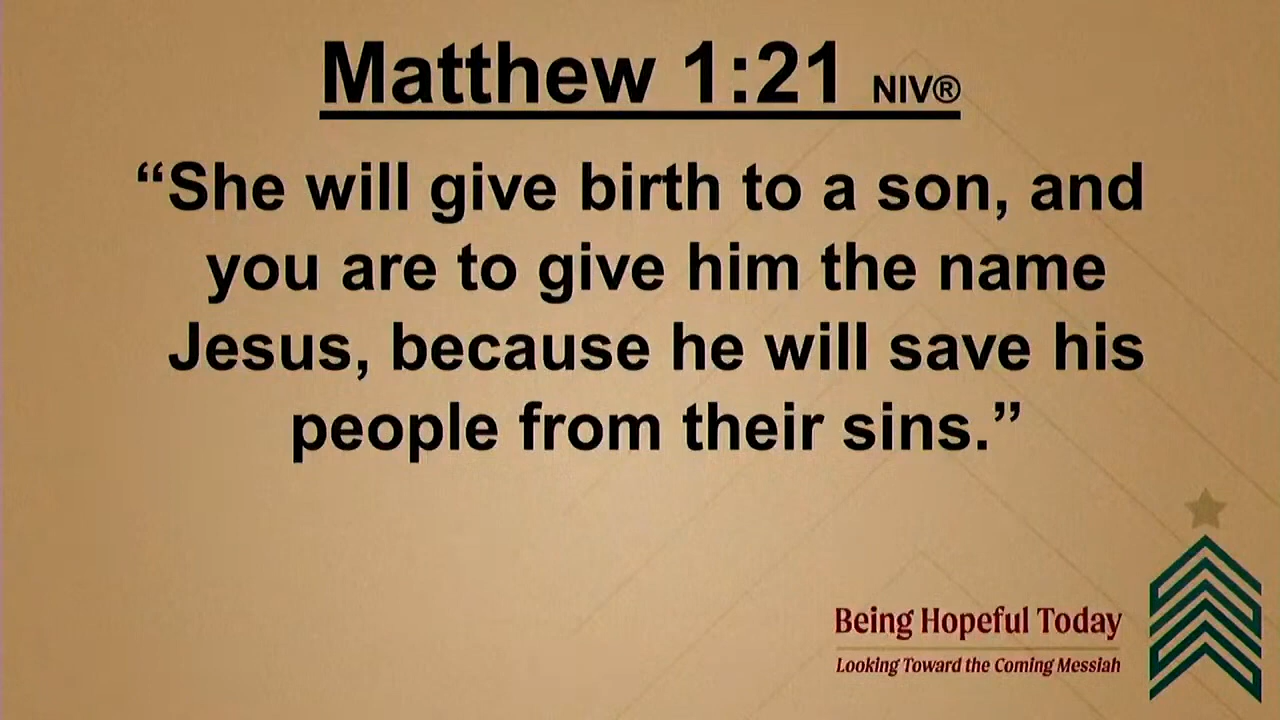 Matthew 1:21 NIV®
“She will give birth to a son, and
you are to give him the name
Jesus, because he will save his
people from their sins.”
Being Hopeful Today
Looking Toward the Coming Messiah